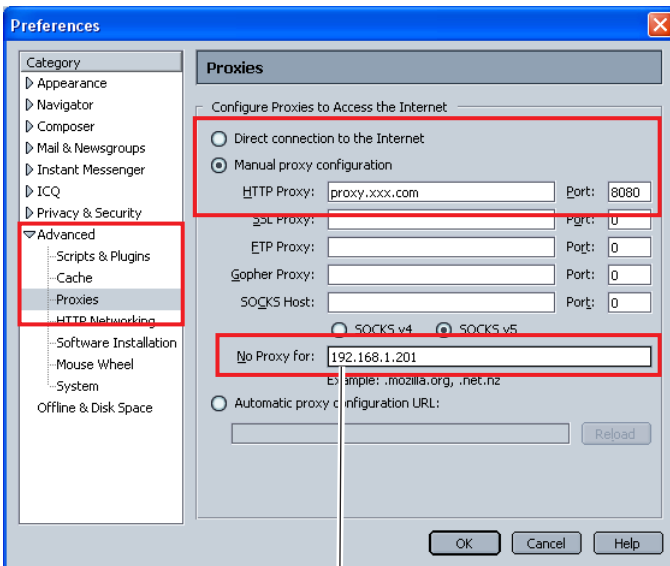 Preferences
Category
Appearance
Navigator
Composer
Mail & Newsgroups
Instant Messenger
ICQ
Privacy & Security
Advanced
Scripts & Plugins
Cache
Proxies
HTTP Networking
Software Installation
Mouse Wheel
System
Offline & Disk Space
Proxies
Configure Proxies to Access the Internet
Direct connection to the Internet
Manual proxy configuration
HTTP Proxy: proxy.xxx.com Port: 8080
SSL Proxy: Port: 0
FTP Proxy: Port: 0
Gopher Proxy: Port: 0
SOCKS Host: Port: 0
SOCKS v4 SOCKS v5
No Proxy for: 192.168.1.201
Example: .mozilla.org, .net.nz
Automatic proxy configuration URL:
Reload
OK Cancel Help